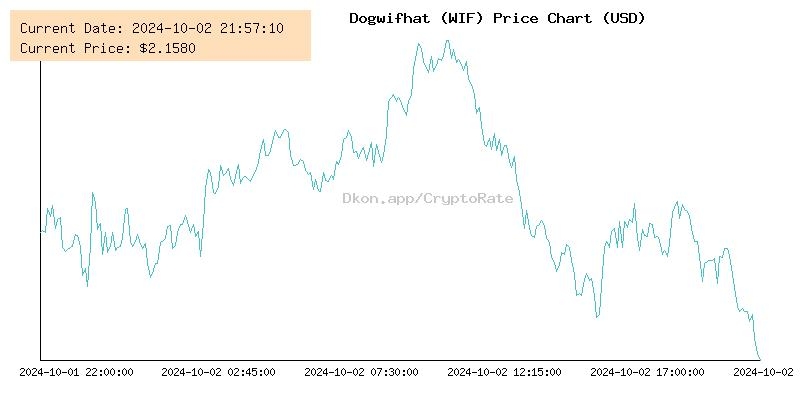 Dogwifhat (WIF) Price Chart (USD)
Current Date: 2024-10-02 21:57:10
Current Price: $2.1580
Dkon.app/CryptoRate
2024-10-01 22:00:00 2024-10-02 02:45:00 2024-10-02 07:30:00 2024-10-02 12:15:00 2024-10-02 17:00:00 2024-10-02